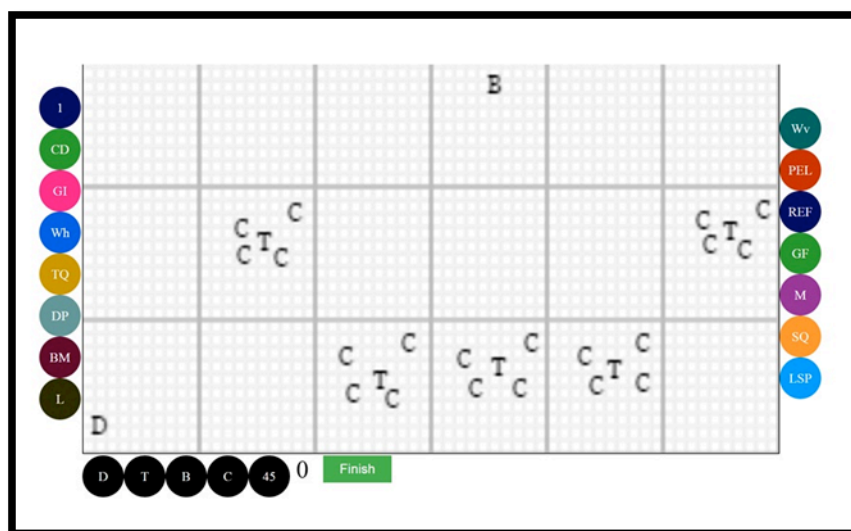 B
1
Wv
CD
PEL
GI
C C C REF
Wh C T C T
C C C C GF
TQ
M
DP
C C C C C C SQ
BM T T T
C C C C C C LSP
L
D
D T B C 45 0 Finish